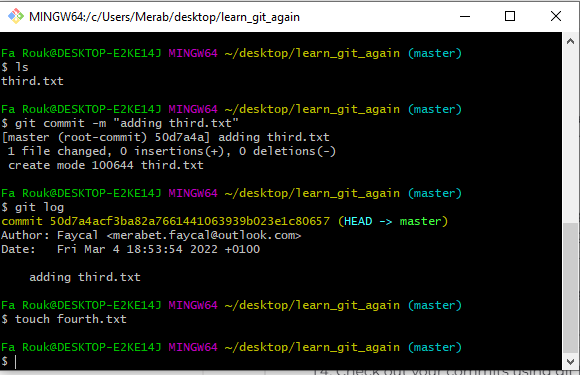 MINGW64:/c/Users/Merab/desktop/learn_git_again
Fa Rouk@DESKTOP-E2KE14J MINGW64 ~/desktop/learn_git_again (master)
$ ls
third.txt
Fa Rouk@DESKTOP-E2KE14J MINGW64 ~/desktop/learn_git_again (master)
$ git commit -m "adding third.txt"
[master (root-commit) 50d7a4a] adding third.txt
1 file changed, 0 insertions(+), 0 deletions(-)
create mode 100644 third.txt
Fa Rouk@DESKTOP-E2KE14J MINGW64 ~/desktop/learn_git_again (master)
$ git log
commit 50d7a4acf3ba82a7661441063939b023e1c80657 (HEAD -> master)
Author: Faycal <merabet.faycal@outlook.com>
Date:   Fri Mar 4 18:53:54 2022 +0100
adding third.txt
Fa Rouk@DESKTOP-E2KE14J MINGW64 ~/desktop/learn_git_again (master)
$ touch fourth.txt
Fa Rouk@DESKTOP-E2KE14J MINGW64 ~/desktop/learn_git_again (master)
$
14. Check out your commits using git